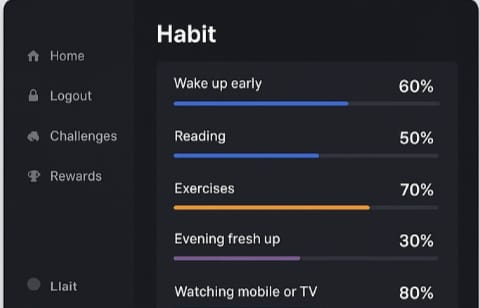 Habit
Home
Logout
Challenges
Rewards
Llait
Wake up early 60%
Reading 50%
Exercises 70%
Evening fresh up 30%
Watching mobile or TV 80%